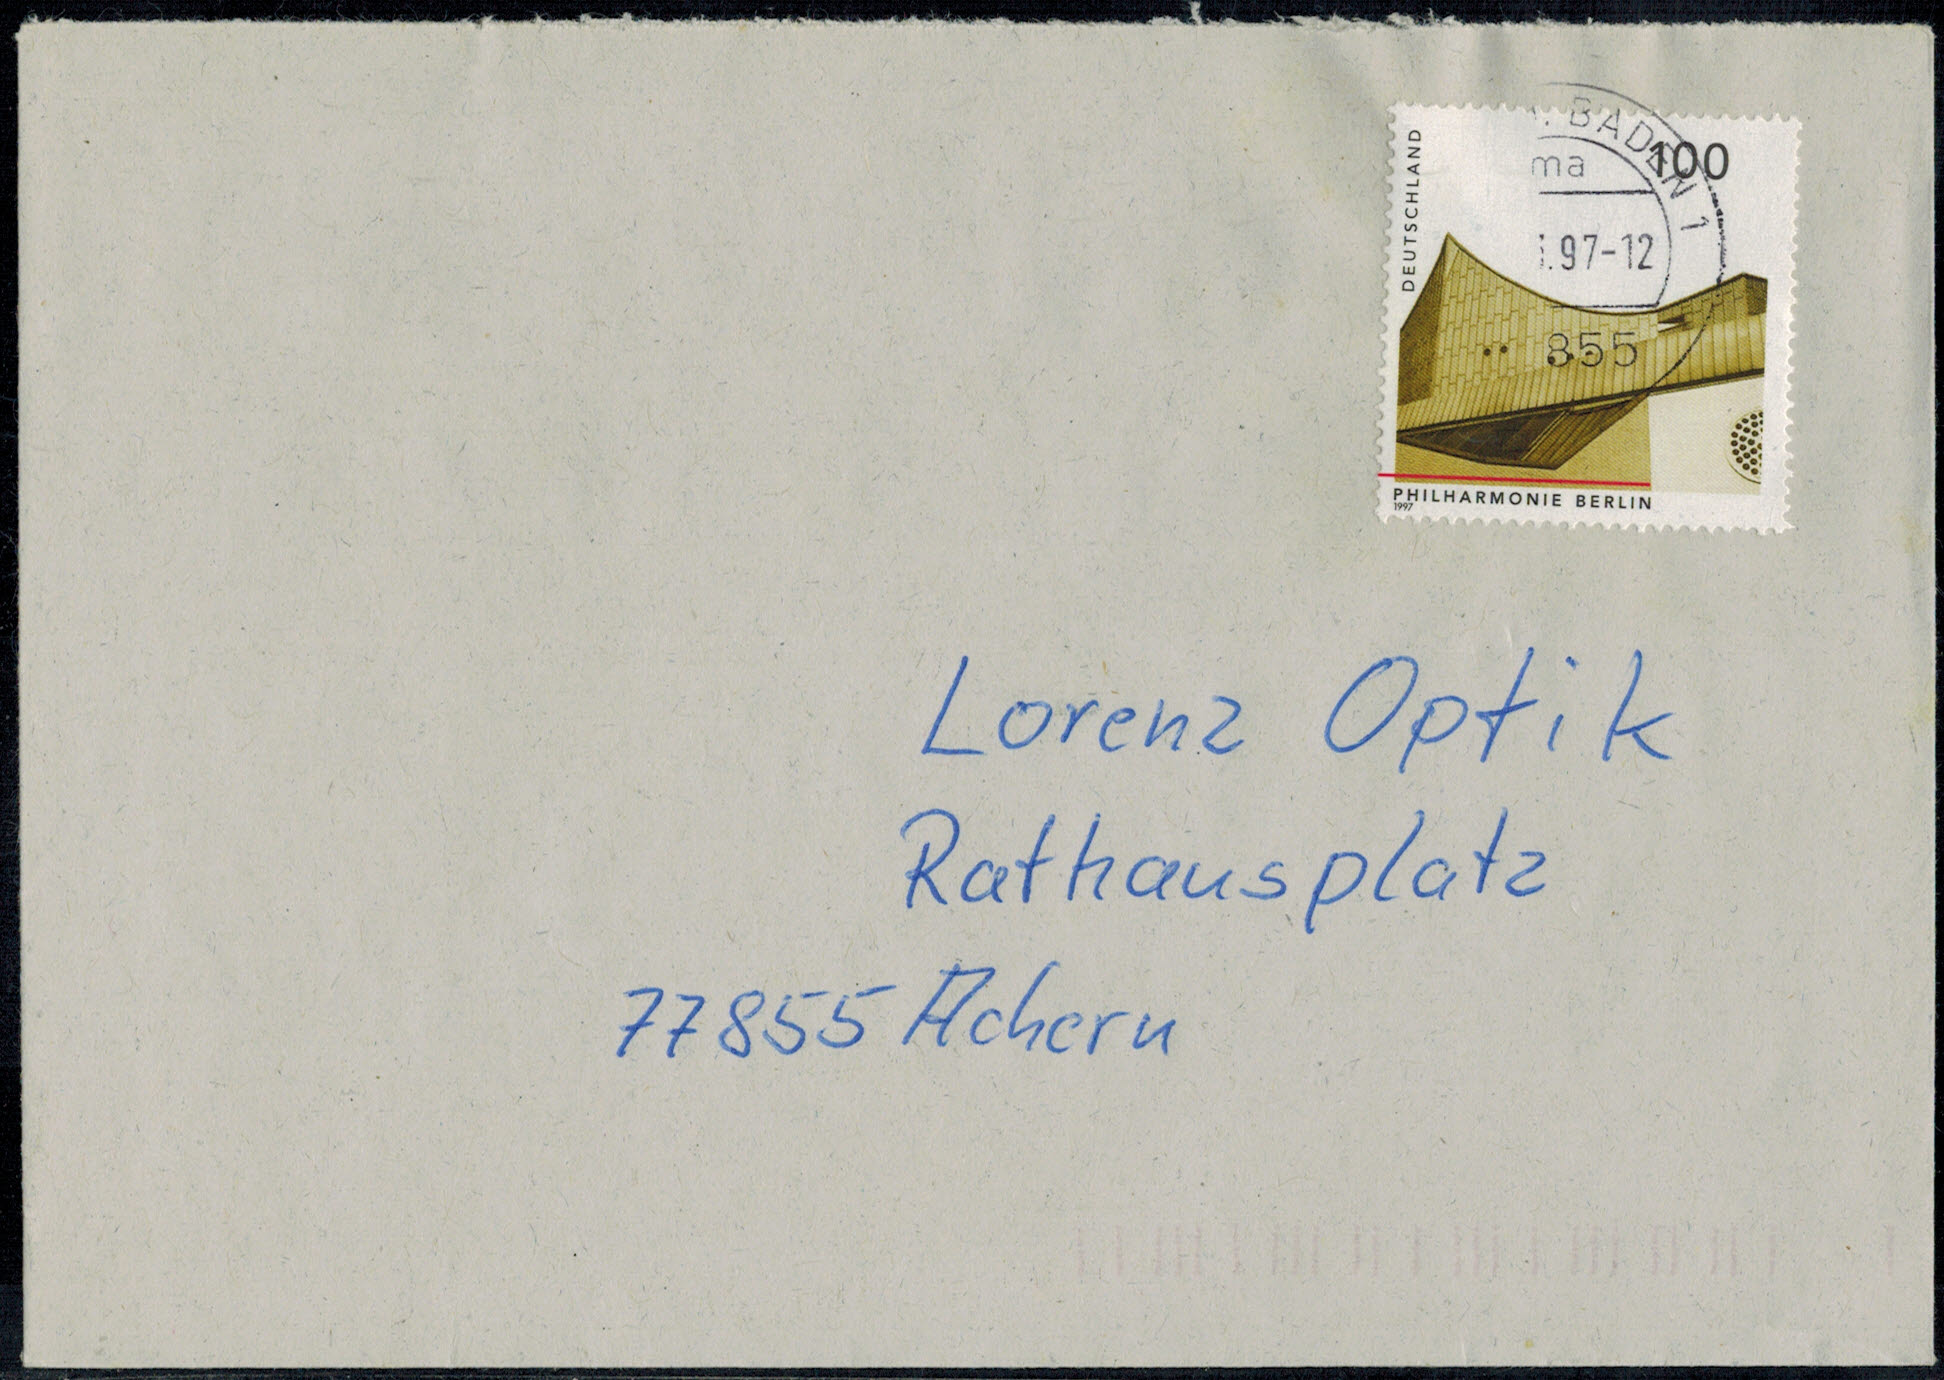 DEUTSCHLAND
100
BADEN 1
ma
.97-12
855
PHILHARMONIE BERLIN
1997
Lorenz Optik
Rathausplatz
77855 Achern